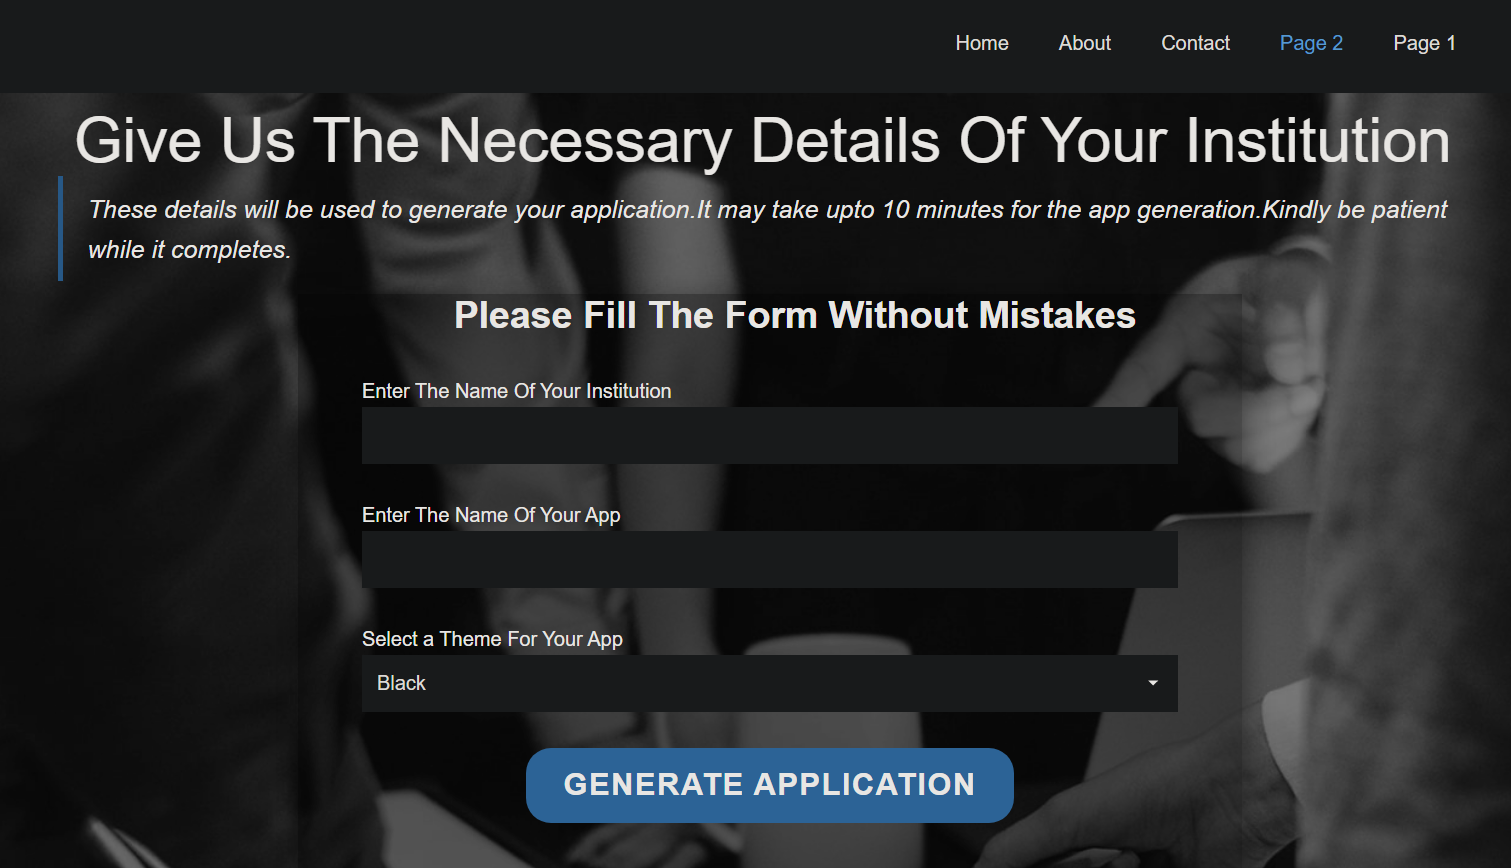 Home About Contact Page 2 Page 1
Give Us The Necessary Details Of Your Institution
These details will be used to generate your application.It may take upto 10 minutes for the app generation.Kindly be patient
while it completes.
Please Fill The Form Without Mistakes
Enter The Name Of Your Institution
Enter The Name Of Your App
Select a Theme For Your App
Black
GENERATE APPLICATION